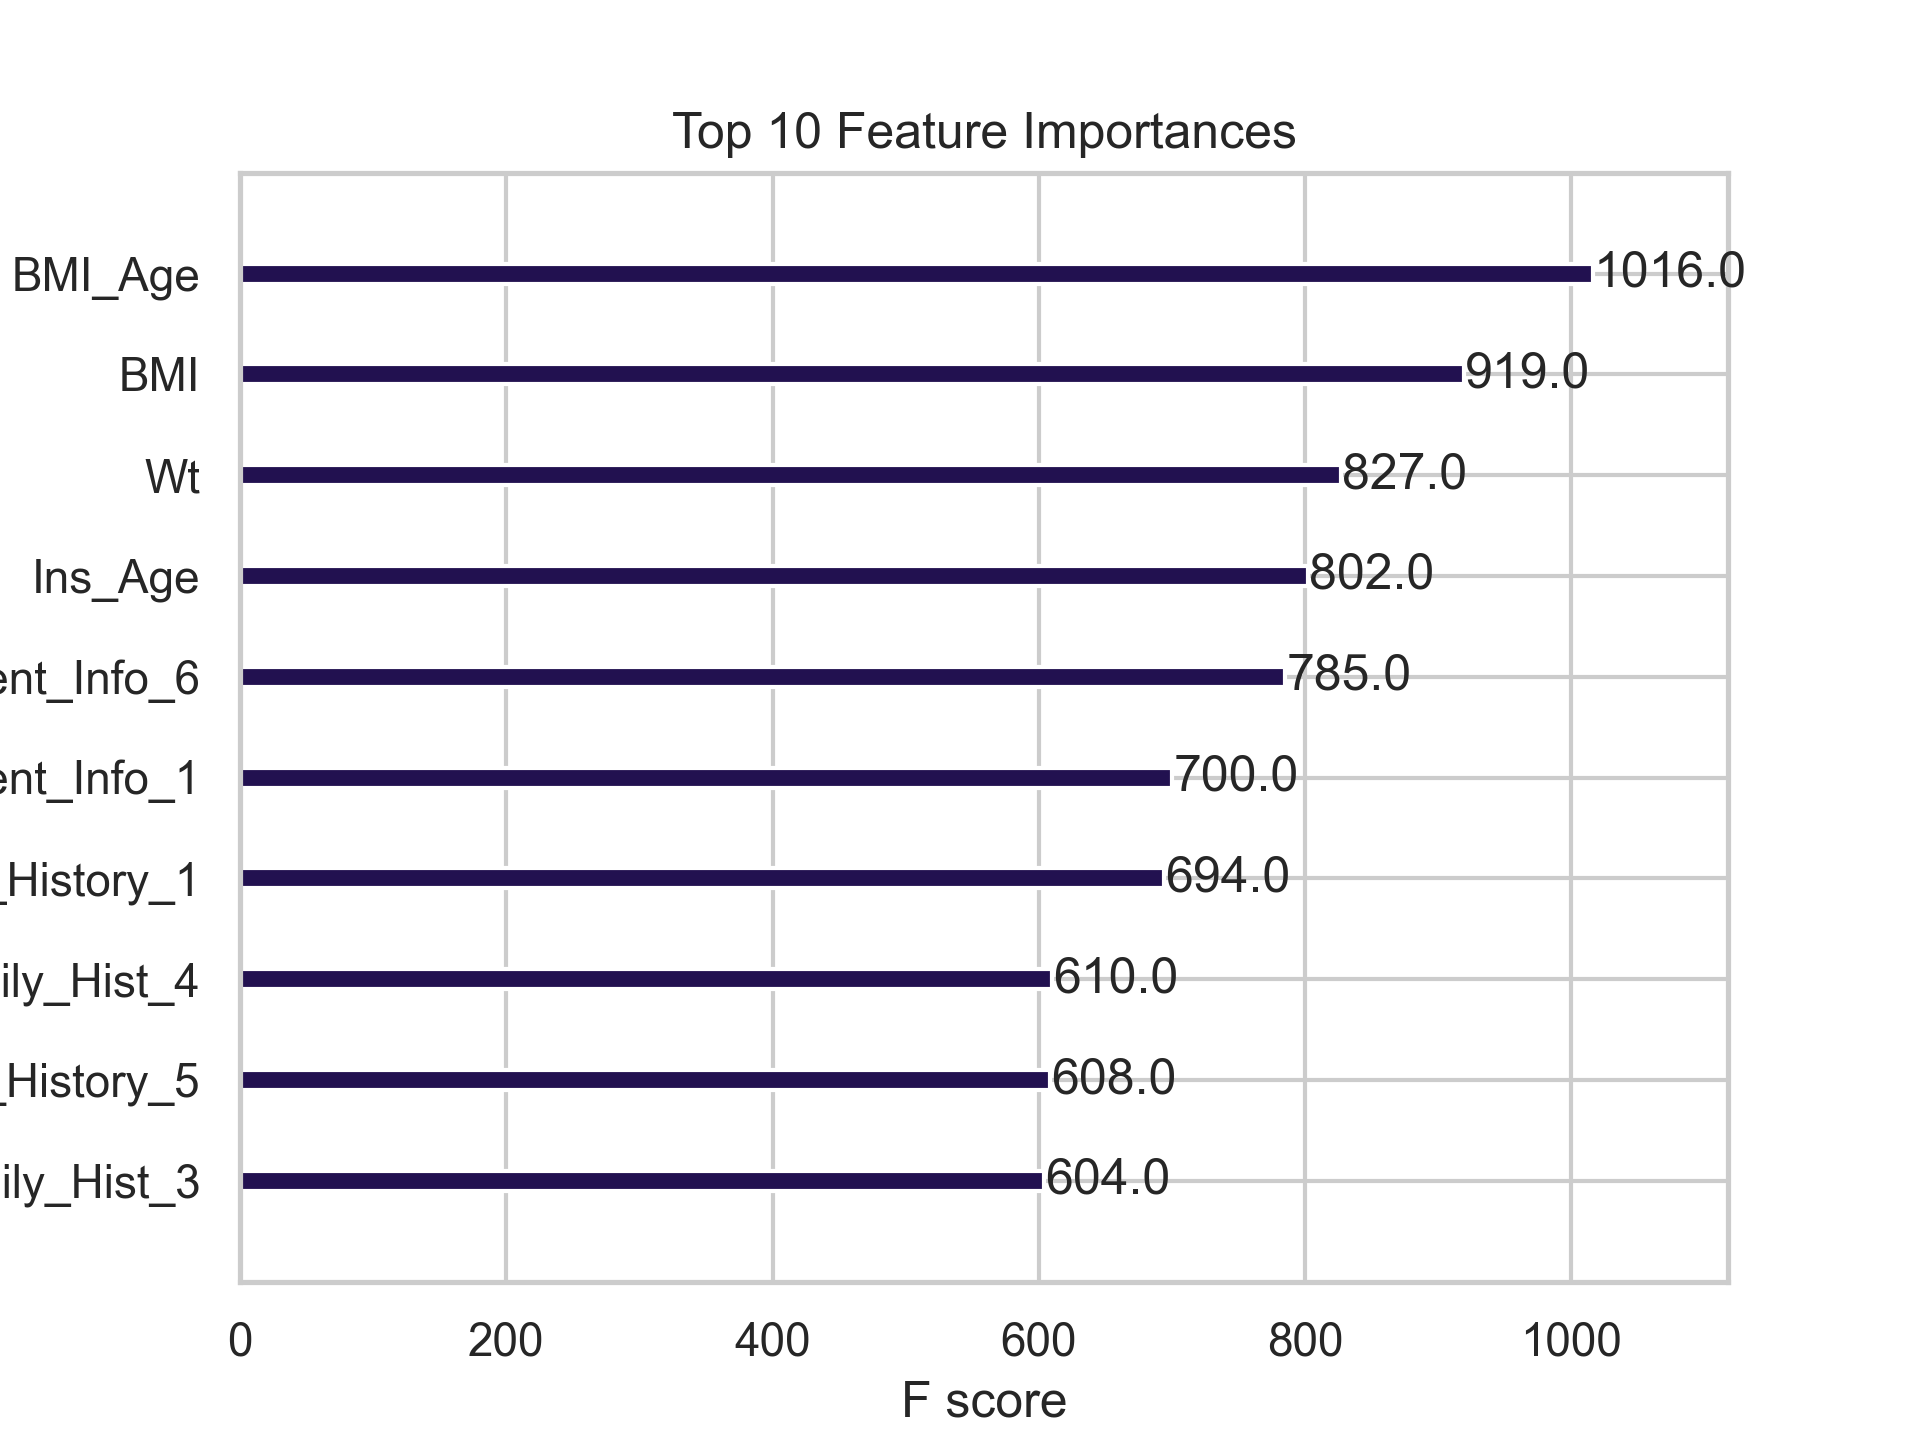 Top 10 Feature Importances
BMI_Age 1016.0
BMI 919.0
Wt 827.0
Ins_Age 802.0
ent_Info_6 785.0
ent_Info_1 700.0
_History_1 694.0
ily_Hist_4 610.0
_History_5 608.0
ily_Hist_3 604.0
0 200 400 600 800 1000
F score